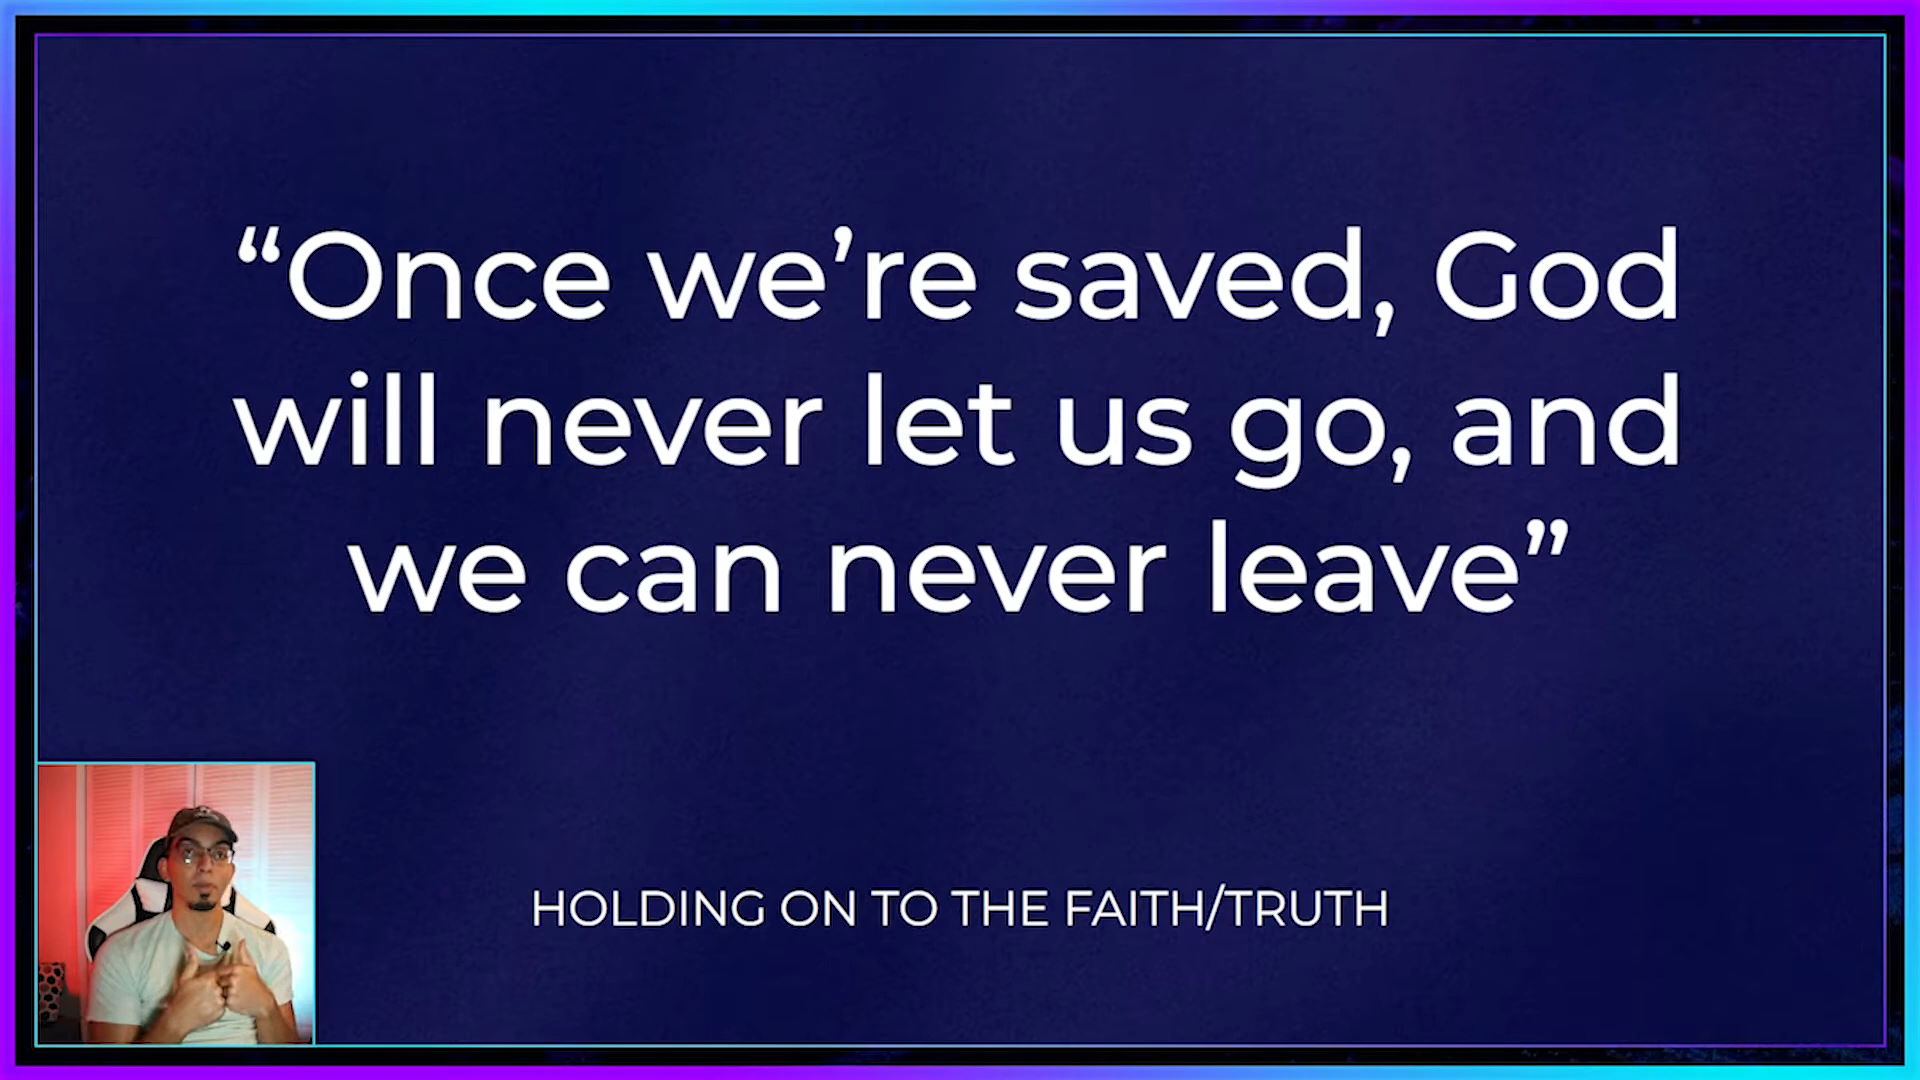 “Once we’re saved, God
will never let us go, and
we can never leave”
HOLDING ON TO THE FAITH/TRUTH